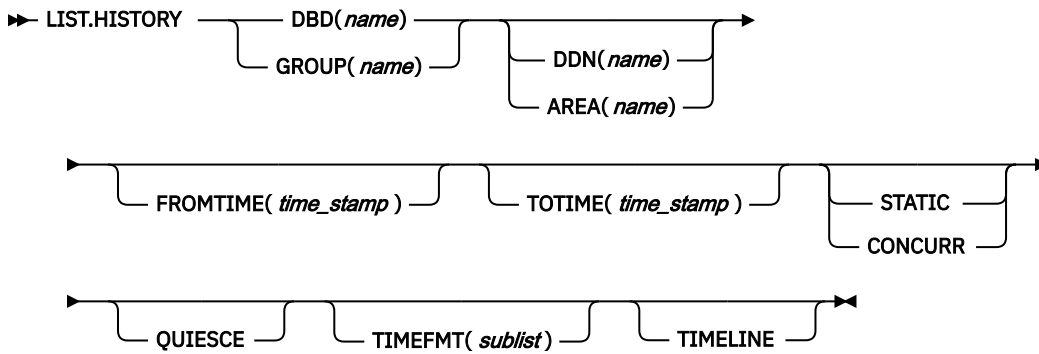 LIST.HISTORY DBD( name)
GROUP( name)
DDN( name)
AREA( name)
FROMTIME( time_stamp ) TOTIME( time_stamp ) STATIC
CONCURR
QUIESCE TIMEFMT( sublist) TIMELINE